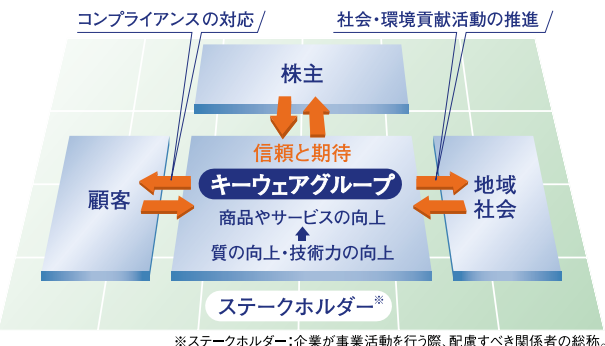 コンプライアンスの対応
社会・環境貢献活動の推進
株主
信頼と期待
顧客
キーウェアグループ
地域
社会
商品やサービスの向上
質の向上・技術力の向上
ステークホルダー※
※ステークホルダー：企業が事業活動を行う際、配慮すべき関係者の総称。